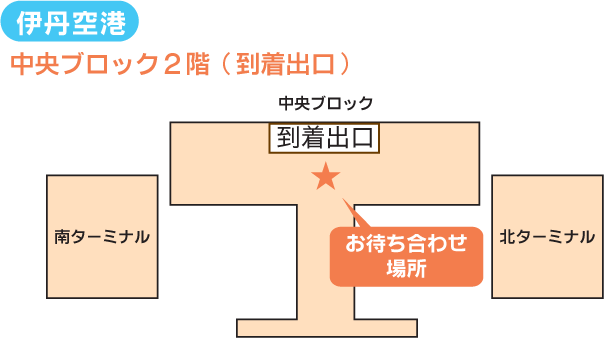 伊丹空港
中央ブロック2階(到着出口)
中央ブロック
到着出口
南ターミナル
お待ち合わせ
場所
北ターミナル